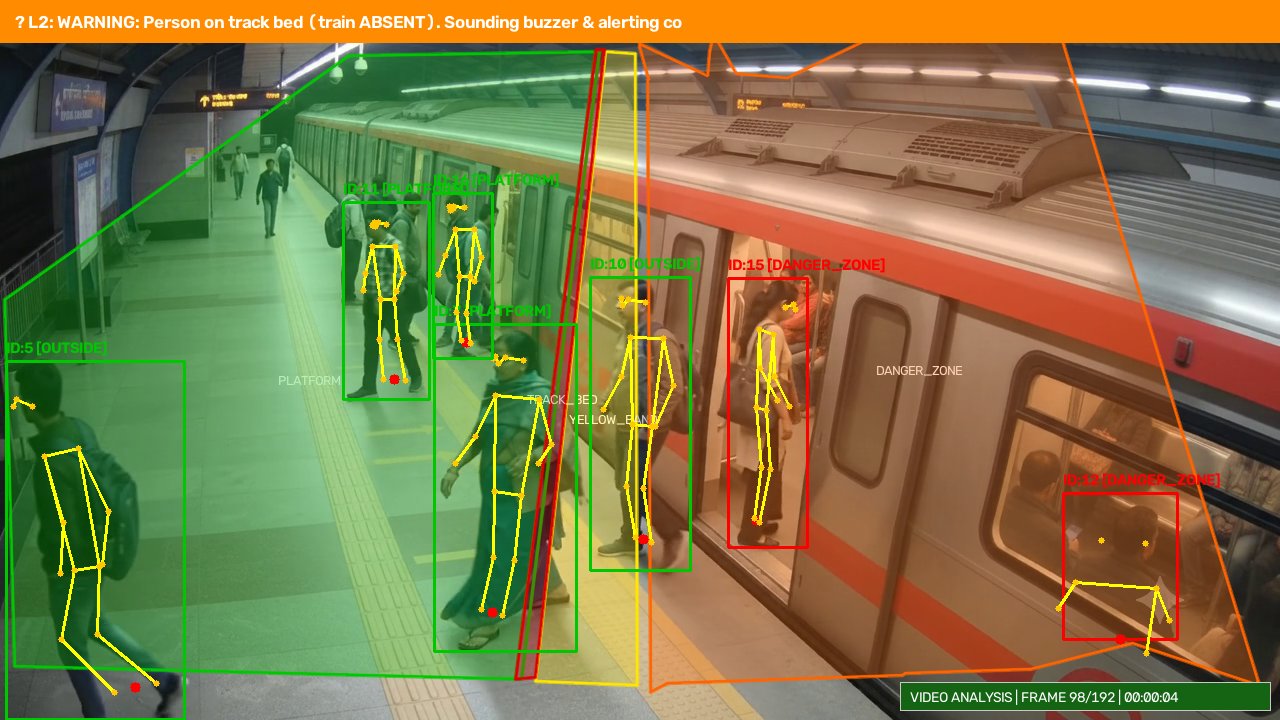 ? L2: WARNING: Person on track bed (train ABSENT). Sounding buzzer & alerting co
ID:11 [PLATFORM]
[PLATFORM]
ID:10 [OUTSIDE]
ID:15 [DANGER_ZONE]
[PLATFORM]
ID:5 [OUTSIDE]
PLATFORM
DANGER_ZONE
TRACK_BED
YELLOW_BAND
ID:12 [DANGER_ZONE]
VIDEO ANALYSIS | FRAME 98/192 | 00:00:04